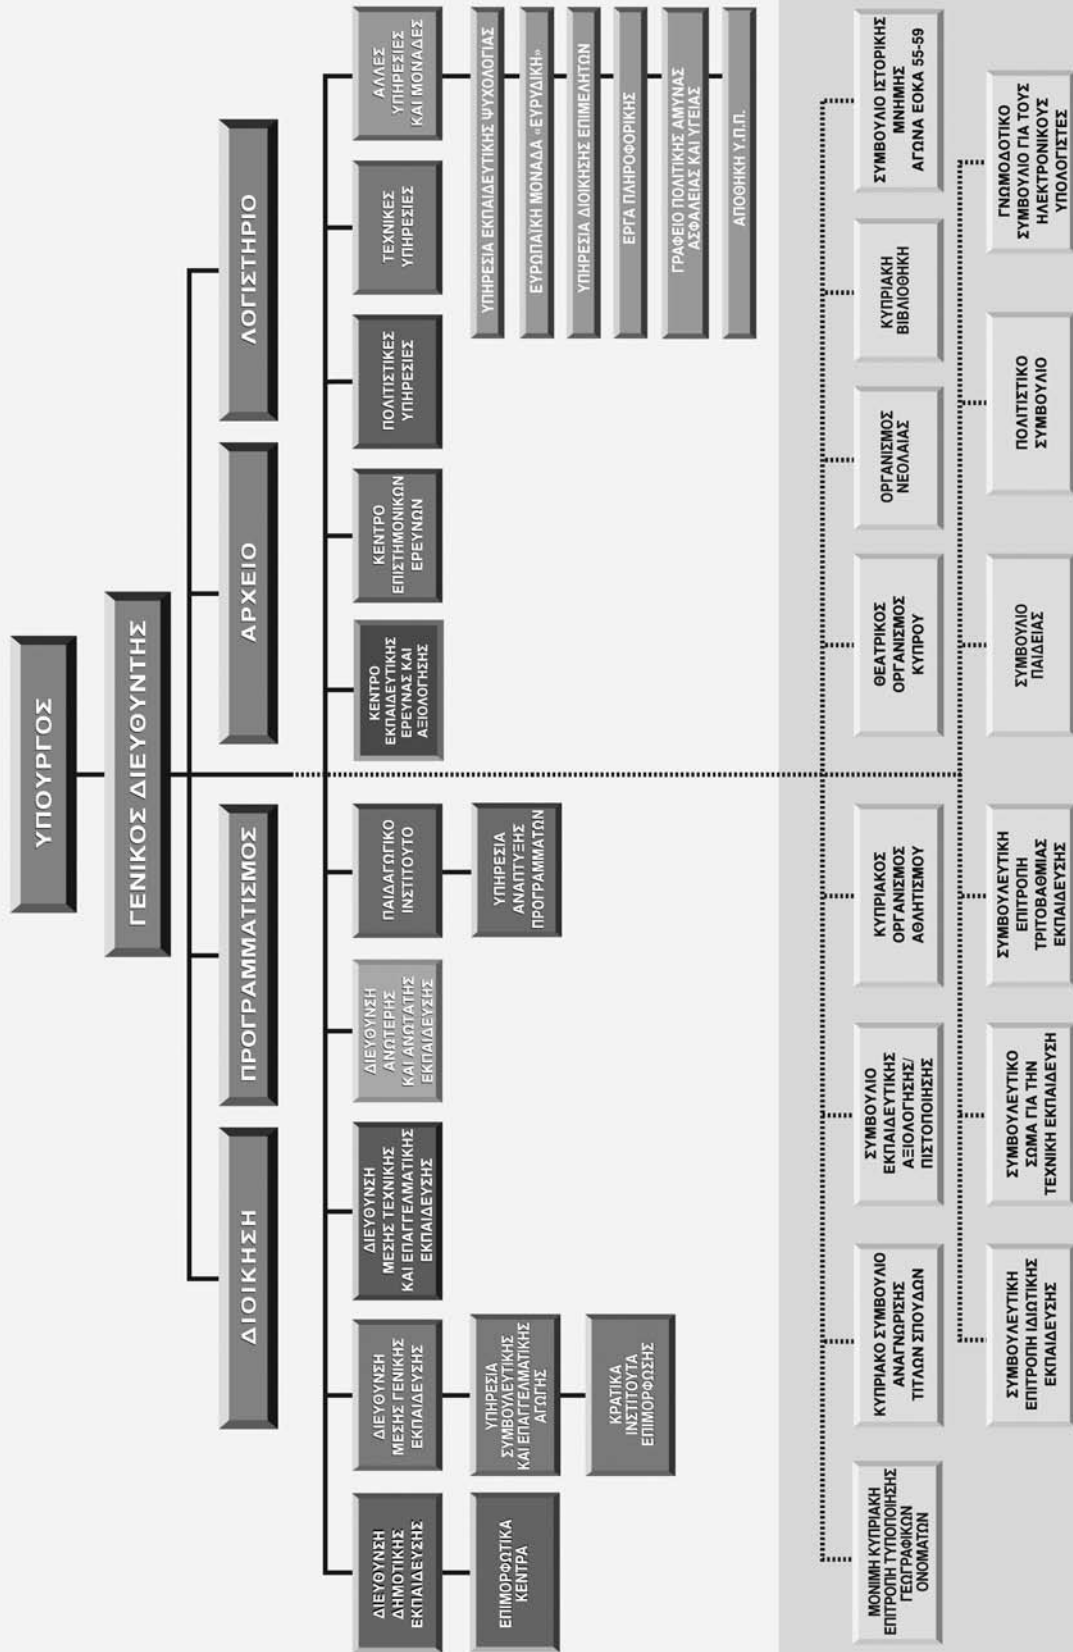 ΥΠΟΥΡΓΟΣ
ΓΕΝΙΚΟΣ ΔΙΕΥΘΥΝΤΗΣ
ΔΙΟΙΚΗΣΗ
ΠΡΟΓΡΑΜΜΑΤΙΣΜΟΣ
ΑΡΧΕΙΟ
ΛΟΓΙΣΤΗΡΙΟ
ΔΙΕΥΘΥΝΣΗ
ΔΗΜΟΤΙΚΗΣ
ΕΚΠΑΙΔΕΥΣΗΣ
ΔΙΕΥΘΥΝΣΗ
ΜΕΣΗΣ ΓΕΝΙΚΗΣ
ΕΚΠΑΙΔΕΥΣΗΣ
ΔΙΕΥΘΥΝΣΗ
ΜΕΣΗΣ ΤΕΧΝΙΚΗΣ
ΚΑΙ ΕΠΑΓΓΕΛΜΑΤΙΚΗΣ
ΕΚΠΑΙΔΕΥΣΗΣ
ΔΙΕΥΘΥΝΣΗ
ΑΝΩΤΕΡΗΣ
ΚΑΙ ΑΝΩΤΑΤΗΣ
ΕΚΠΑΙΔΕΥΣΗΣ
ΠΑΙΔΑΓΩΓΙΚΟ
ΙΝΣΤΙΤΟΥΤΟ
ΚΕΝΤΡΟ
ΕΚΠΑΙΔΕΥΤΙΚΗΣ
ΕΡΕΥΝΑΣ ΚΑΙ
ΑΞΙΟΛΟΓΗΣΗΣ
ΚΕΝΤΡΟ
ΕΠΙΣΤΗΜΟΝΙΚΩΝ
ΕΡΕΥΝΩΝ
ΠΟΛΙΤΙΣΤΙΚΕΣ
ΥΠΗΡΕΣΙΕΣ
ΤΕΧΝΙΚΕΣ
ΥΠΗΡΕΣΙΕΣ
ΑΛΛΕΣ
ΥΠΗΡΕΣΙΕΣ
ΚΑΙ ΜΟΝΑΔΕΣ
ΕΠΙΜΟΡΦΩΤΙΚΑ
ΚΕΝΤΡΑ
ΥΠΗΡΕΣΙΑ
ΣΥΜΒΟΥΛΕΥΤΙΚΗΣ
ΚΑΙ ΕΠΑΓΓΕΛΜΑΤΙΚΗΣ
ΑΓΩΓΗΣ
ΚΡΑΤΙΚΑ
ΙΝΣΤΙΤΟΥΤΑ
ΕΠΙΜΟΡΦΩΣΗΣ
ΥΠΗΡΕΣΙΑ
ΑΝΑΠΤΥΞΗΣ
ΠΡΟΓΡΑΜΜΑΤΩΝ
ΥΠΗΡΕΣΙΑ ΕΚΠΑΙΔΕΥΤΙΚΗΣ ΨΥΧΟΛΟΓΙΑΣ
ΕΥΡΩΠΑΪΚΗ ΜΟΝΑΔΑ «ΕΥΡΥΔΙΚΗ»
ΥΠΗΡΕΣΙΑ ΔΙΟΙΚΗΣΗΣ ΕΠΙΜΕΛΗΤΩΝ
ΕΡΓΑ ΠΛΗΡΟΦΟΡΙΚΗΣ
ΓΡΑΦΕΙΟ ΠΟΛΙΤΙΚΗΣ ΑΜΥΝΑΣ
ΑΣΦΑΛΕΙΑΣ ΚΑΙ ΥΓΕΙΑΣ
ΑΠΟΘΗΚΗ Υ.Π.Π.
ΜΟΝΙΜΗ ΚΥΠΡΙΑΚΗ
ΕΠΙΤΡΟΠΗ ΤΥΠΟΠΟΙΗΣΗΣ
ΓΕΩΓΡΑΦΙΚΩΝ
ΟΝΟΜΑΤΩΝ
ΚΥΠΡΙΑΚΟ ΣΥΜΒΟΥΛΙΟ
ΑΝΑΓΝΩΡΙΣΗΣ
ΤΙΤΛΩΝ ΣΠΟΥΔΩΝ
ΣΥΜΒΟΥΛΙΟ
ΕΚΠΑΙΔΕΥΤΙΚΗΣ
ΑΞΙΟΛΟΓΗΣΗΣ/
ΠΙΣΤΟΠΟΙΗΣΗΣ
ΚΥΠΡΙΑΚΟΣ
ΟΡΓΑΝΙΣΜΟΣ
ΑΘΛΗΤΙΣΜΟΥ
ΘΕΑΤΡΙΚΟΣ
ΟΡΓΑΝΙΣΜΟΣ
ΚΥΠΡΟΥ
ΟΡΓΑΝΙΣΜΟΣ
ΝΕΟΛΑΙΑΣ
ΚΥΠΡΙΑΚΗ
ΒΙΒΛΙΟΘΗΚΗ
ΣΥΜΒΟΥΛΙΟ ΙΣΤΟΡΙΚΗΣ
ΜΝΗΜΗΣ
ΑΓΩΝΑ ΕΟΚΑ 55-59
ΣΥΜΒΟΥΛΕΥΤΙΚΗ
ΕΠΙΤΡΟΠΗ ΙΔΙΩΤΙΚΗΣ
ΕΚΠΑΙΔΕΥΣΗΣ
ΣΥΜΒΟΥΛΕΥΤΙΚΟ
ΣΩΜΑ ΓΙΑ ΤΗΝ
ΤΕΧΝΙΚΗ ΕΚΠΑΙΔΕΥΣΗ
ΣΥΜΒΟΥΛΕΥΤΙΚΗ
ΕΠΙΤΡΟΠΗ
ΤΡΙΤΟΒΑΘΜΙΑΣ
ΕΚΠΑΙΔΕΥΣΗΣ
ΣΥΜΒΟΥΛΙΟ
ΠΑΙΔΕΙΑΣ
ΠΟΛΙΤΙΣΤΙΚΟ
ΣΥΜΒΟΥΛΙΟ
ΓΝΩΜΟΔΟΤΙΚΟ
ΣΥΜΒΟΥΛΙΟ ΓΙΑ ΤΟΥΣ
ΗΛΕΚΤΡΟΝΙΚΟΥΣ
ΥΠΟΛΟΓΙΣΤΕΣ